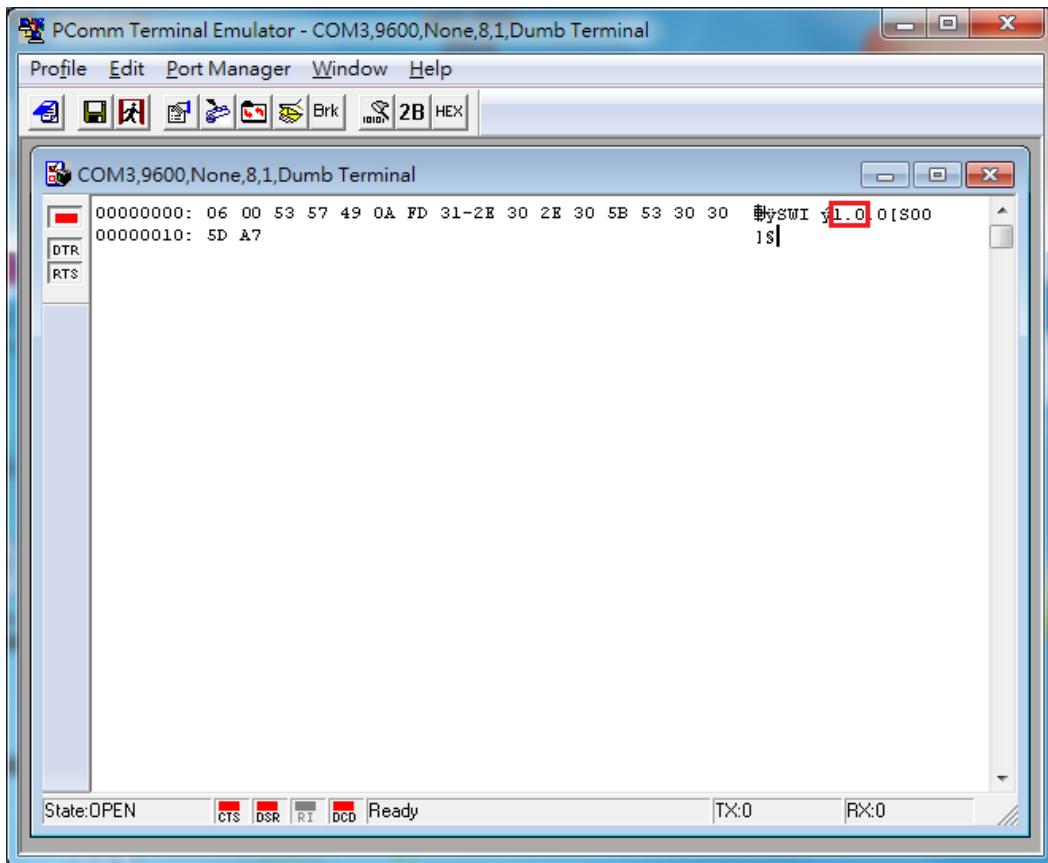 PComm Terminal Emulator - COM3,9600,None,8,1,Dumb Terminal
Profile Edit Port Manager Window Help
Brk 2B HEX
COM3,9600,None,8,1,Dumb Terminal
00000000: 06 00 53 57 49 0A FD 31-2E 30 2E 30 5B 53 30 30 ÿSWI ý1.0.0[S00
00000010: 5D A7 ]§
DTR
RTS
State:OPEN CTS DSR RI DCD Ready TX:0 RX:0